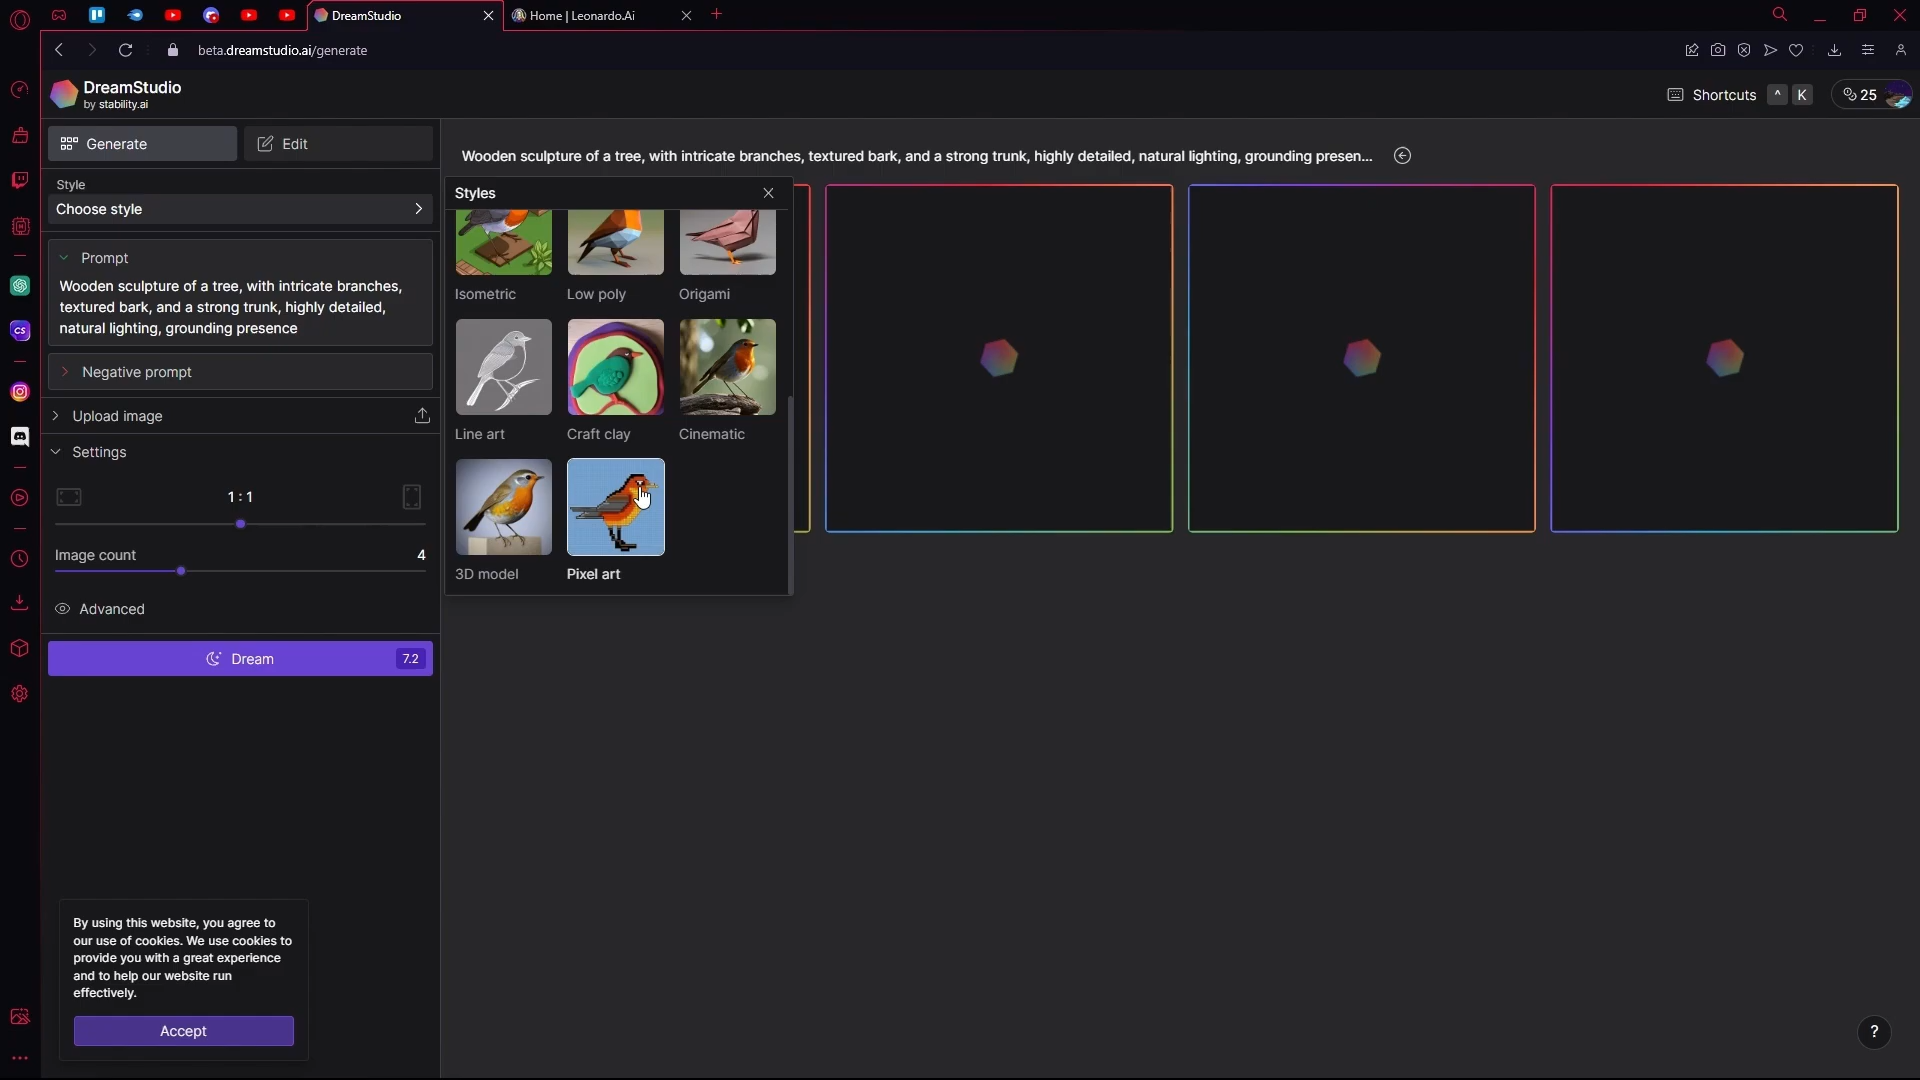 DreamStudio
Home | Leonardo.Ai
beta.dreamstudio.ai/generate
DreamStudio
by stability.ai
Shortcuts
^
K
25
Generate
Edit
Style
Choose style
Prompt
Wooden sculpture of a tree, with intricate branches,
textured bark, and a strong trunk, highly detailed,
natural lighting, grounding presence
Negative prompt
Upload image
Settings
1 : 1
Image count
4
Advanced
Dream
7.2
Wooden sculpture of a tree, with intricate branches, textured bark, and a strong trunk, highly detailed, natural lighting, grounding presen...
Styles
Isometric
Low poly
Origami
Line art
Craft clay
Cinematic
3D model
Pixel art
By using this website, you agree to
our use of cookies. We use cookies to
provide you with a great experience
and to help our website run
effectively.
Accept
?
CS